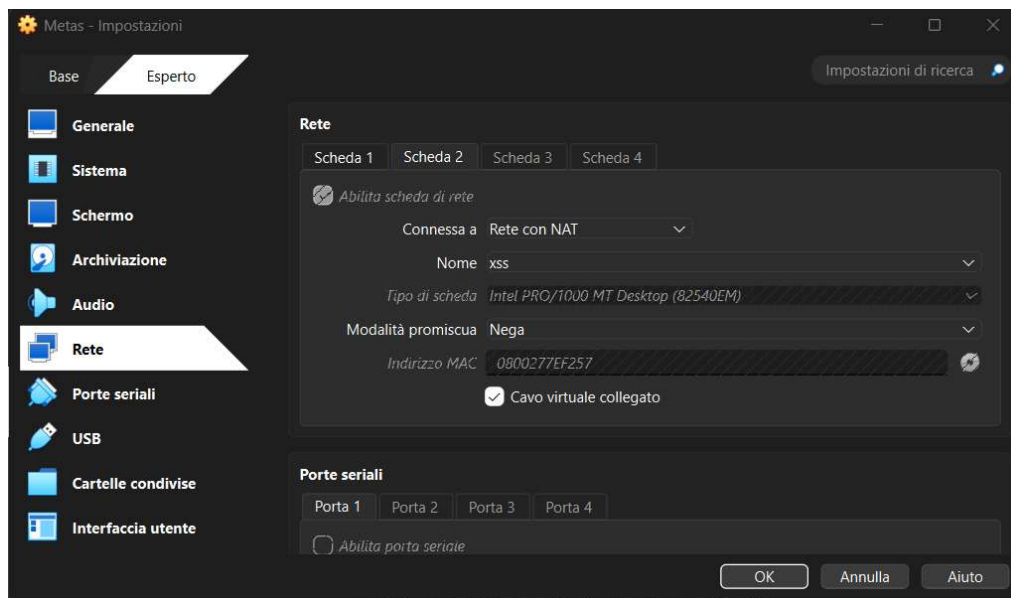 Metas - Impostazioni
Base Esperto Impostazioni di ricerca
Generale
Sistema
Schermo
Archiviazione
Audio
Rete
Porte seriali
USB
Cartelle condivise
Interfaccia utente
Rete
Scheda 1 Scheda 2 Scheda 3 Scheda 4
Abilita scheda di rete
Connessa a Rete con NAT
Nome xss
Tipo di scheda Intel PRO/1000 MT Desktop (82540EM)
Modalità promiscua Nega
Indirizzo MAC 0800277EF257
Cavo virtuale collegato
Porte seriali
Porta 1 Porta 2 Porta 3 Porta 4
Abilita porta seriale
OK Annulla Aiuto